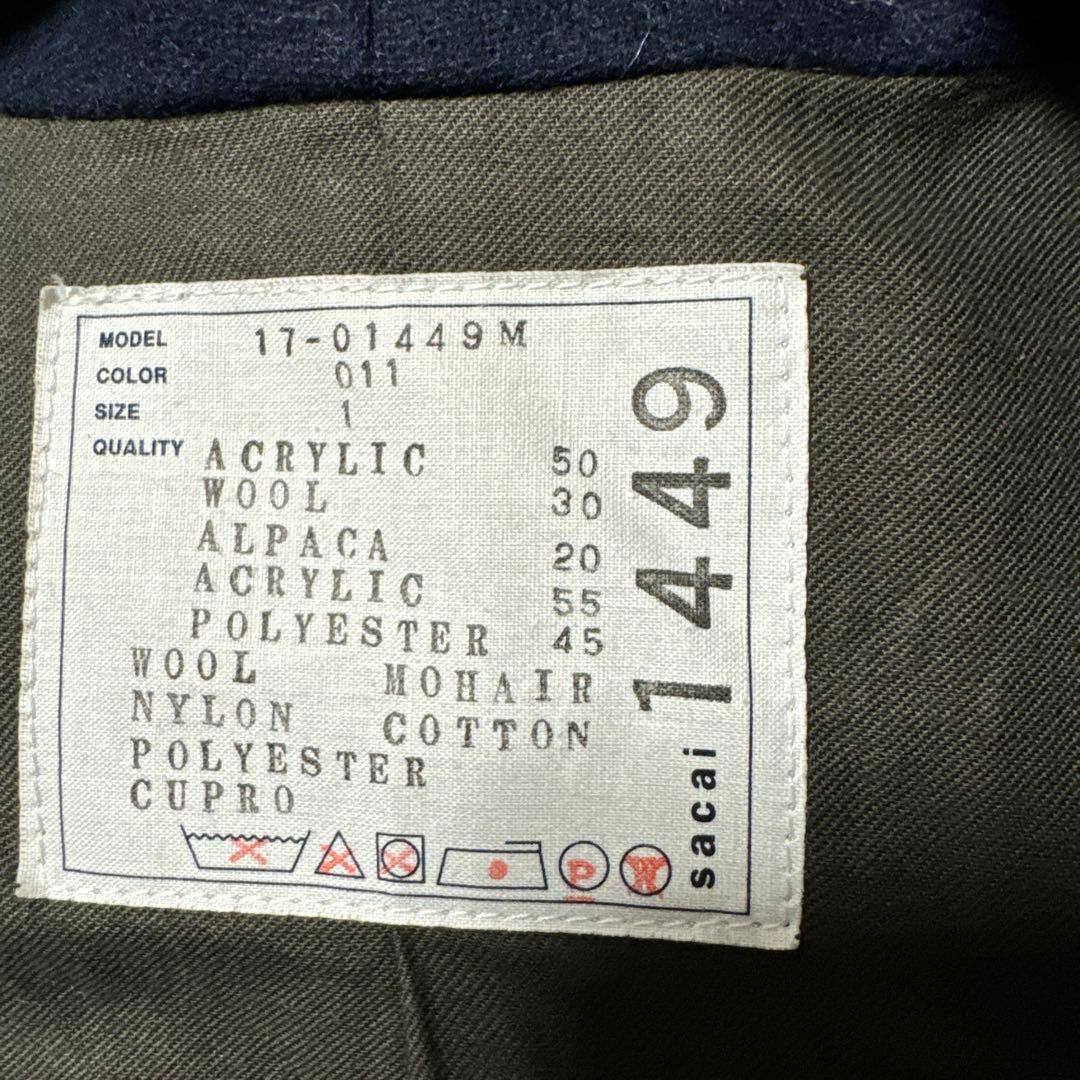 MODEL 17-01449M
COLOR 011
SIZE 1
QUALITY ACRYLIC 50
WOOL 30
ALPACA 20
ACRYLIC 55
POLYESTER 45
WOOL MOHAIR
NYLON COTTON
POLYESTER
CUPRO
P W
sacai 1449